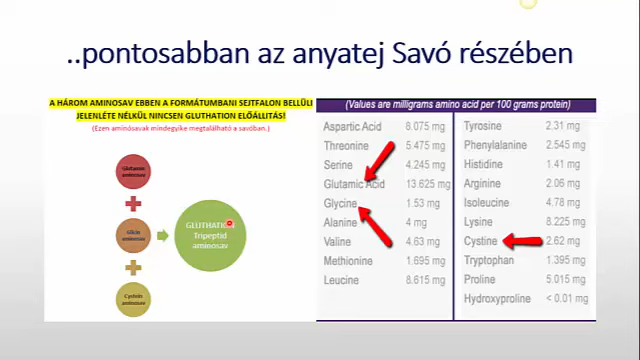 ..pontosabban az anyatej Savó részében
A HÁROM AMINOSAV EBBEN A FORMÁTUMBANI SEJTFALON BELLÜLI
JELENLÉTE NÉLKÜL NINCSEN GLUTHATION ELŐÁLLITÁS!
(Ezen aminósavak mindegyike megtalálható a savóban.)
Glutamin
aminosav
Glicin
aminosav
Cystein
aminosav
GLUTHATION
Tripeptid
aminosav
(Values are milligrams amino acid per 100 grams protein)
Aspartic Acid 8.075 mg
Threonine 5.475 mg
Serine 4.245 mg
Glutamic Acid 13.625 mg
Glycine 1.53 mg
Alanine 4 mg
Valine 4.63 mg
Methionine 1.695 mg
Leucine 8.615 mg
Tyrosine 2.31 mg
Phenylalanine 2.545 mg
Histidine 1.41 mg
Arginine 2.06 mg
Isoleucine 4.78 mg
Lysine 8.225 mg
Cystine 2.62 mg
Tryptophan 1.395 mg
Proline 5.015 mg
Hydroxyproline < 0.01 mg